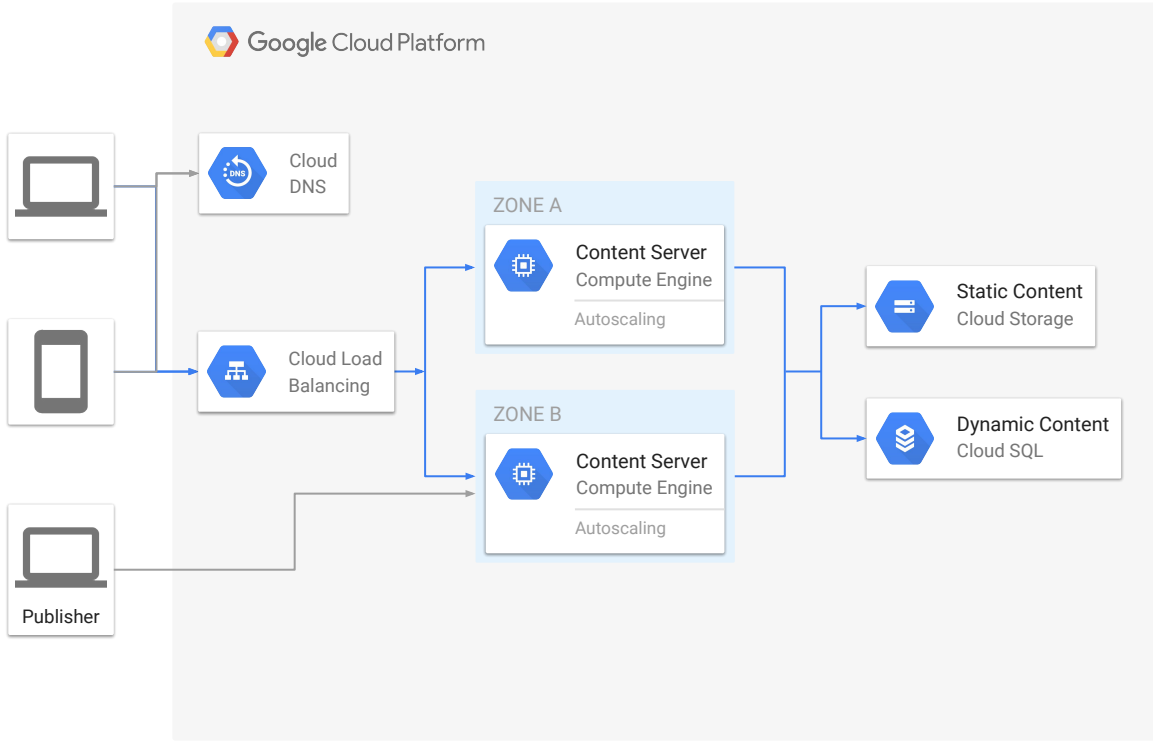 Google Cloud Platform
Cloud
DNS
DNS
ZONE A
Content Server
Compute Engine
Autoscaling
Static Content
Cloud Storage
Cloud Load
Balancing
ZONE B
Content Server
Compute Engine
Autoscaling
Dynamic Content
Cloud SQL
Publisher